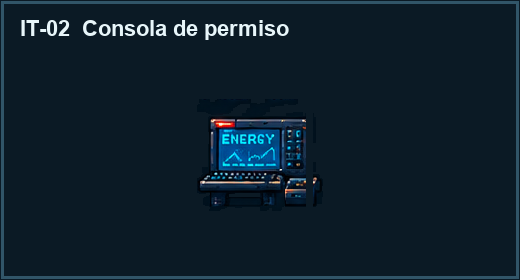 IT-02 Consola de permiso
ENERGY